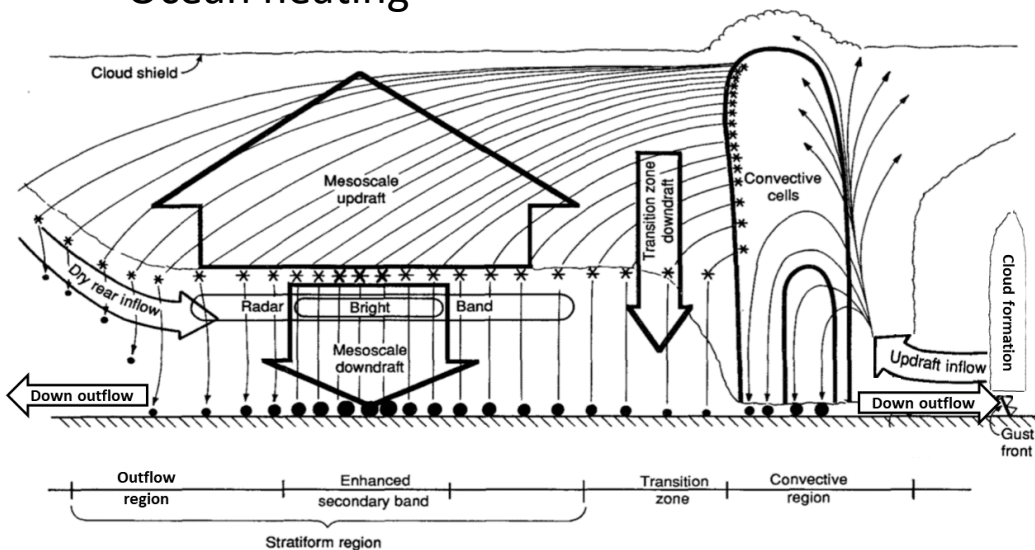 Ocean heating
Cloud shield
Mesoscale
updraft
Transition zone
downdraft
Convective
cells
Cloud formation
Dry rear inflow
Radar Bright Band
Mesoscale
downdraft
Updraft inflow
Down outflow
Down outflow
Gust
front
Outflow
region
Enhanced
secondary band
Transition
zone
Convective
region
Stratiform region